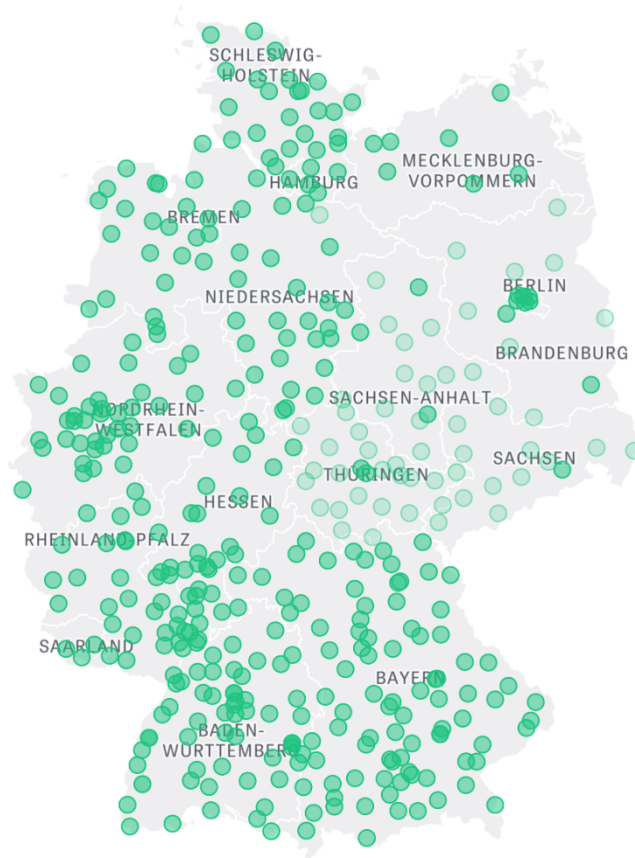 SCHLESWIG-
HOLSTEIN
MECKLENBURG-
VORPOMMERN
HAMBURG
BREMEN
BERLIN
NIEDERSACHSEN
BRANDENBURG
SACHSEN-ANHALT
NORDRHEIN-
WESTFALEN
SACHSEN
THÜRINGEN
HESSEN
RHEINLAND-PFALZ
SAARLAND
BAYERN
BADEN-
WÜRTTEMBERG